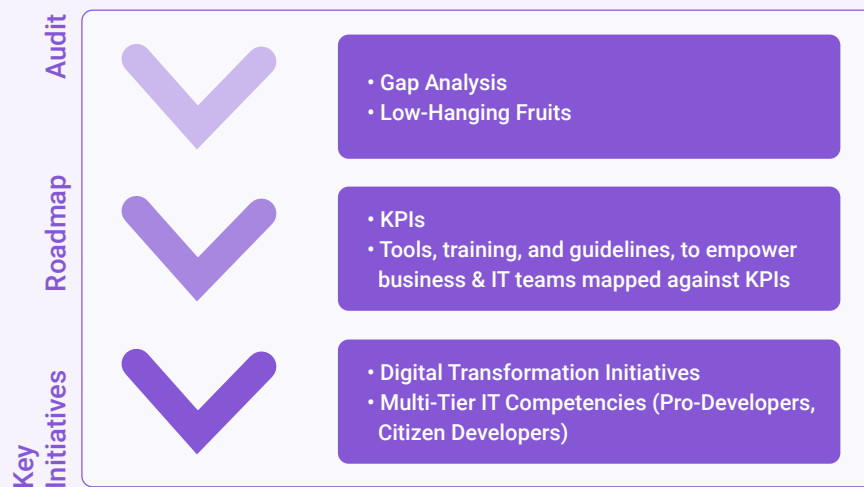 Audit
• Gap Analysis
• Low-Hanging Fruits
Roadmap
• KPIs
• Tools, training, and guidelines, to empower
business & IT teams mapped against KPIs
Key
Initiatives
• Digital Transformation Initiatives
• Multi-Tier IT Competencies (Pro-Developers,
Citizen Developers)